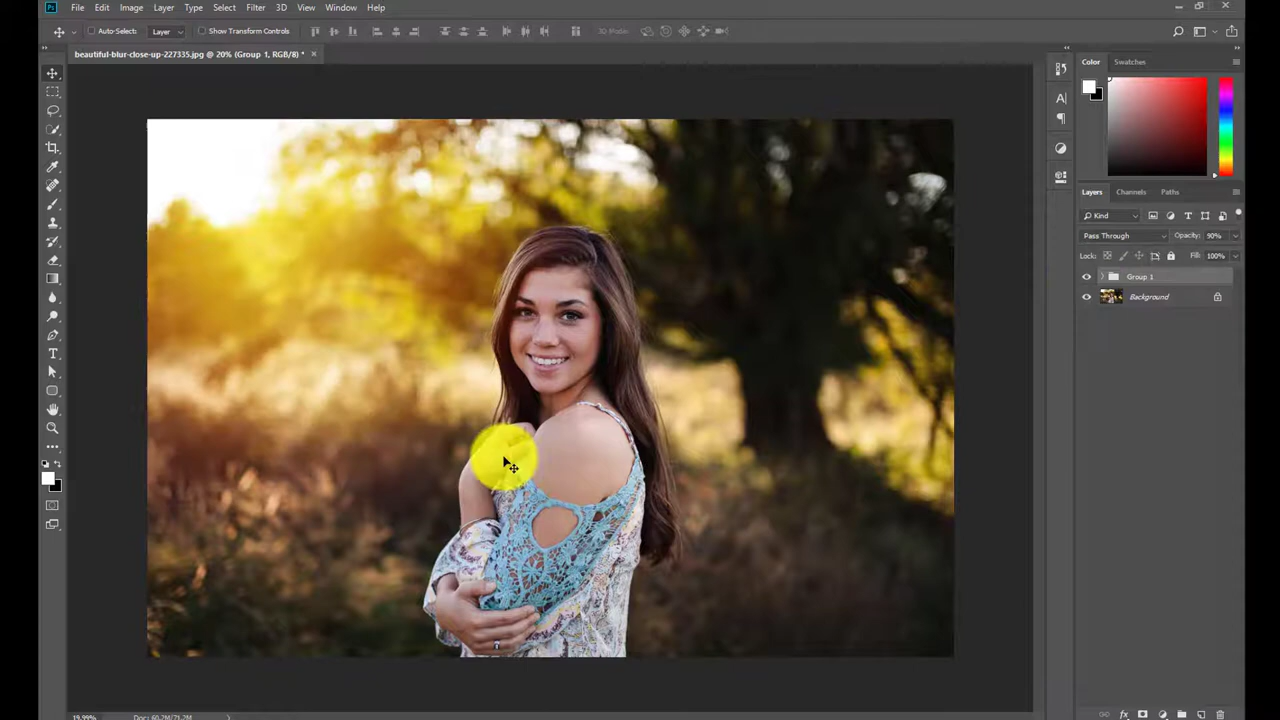 Ps File Edit Image Layer Type Select Filter 3D View Window Help
Auto-Select: Layer Show Transform Controls
beautiful-blur-close-up-227335.jpg @ 20% (Group 1, RGB/8) *
Color Swatches
Layers Channels Paths
Kind
Pass Through Opacity: 90%
Lock: Fill: 100%
Group 1
Background
19.99% Doc: 60.2M/71.2M